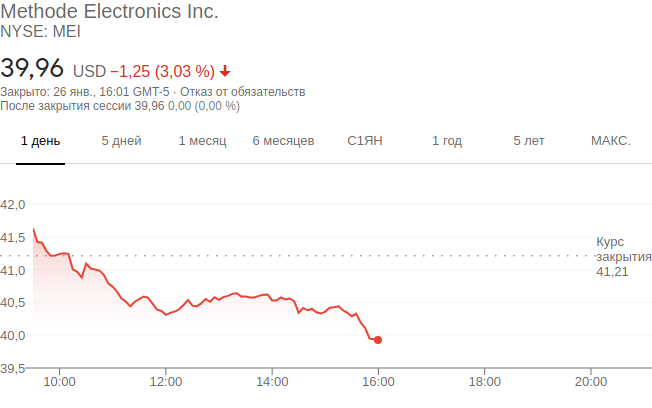 Methode Electronics Inc.
NYSE: MEI
39,96 USD −1,25 (3,03 %)
Закрыто: 26 янв., 16:01 GMT-5 · Отказ от обязательств
После закрытия сессии 39,96 0,00 (0,00 %)
1 день 5 дней 1 месяц 6 месяцев С1ЯН 1 год 5 лет МАКС.
42,0
41,5
Курс
закрытия
41,21
41,0
40,5
40,0
39,5
10:00 12:00 14:00 16:00 18:00 20:00